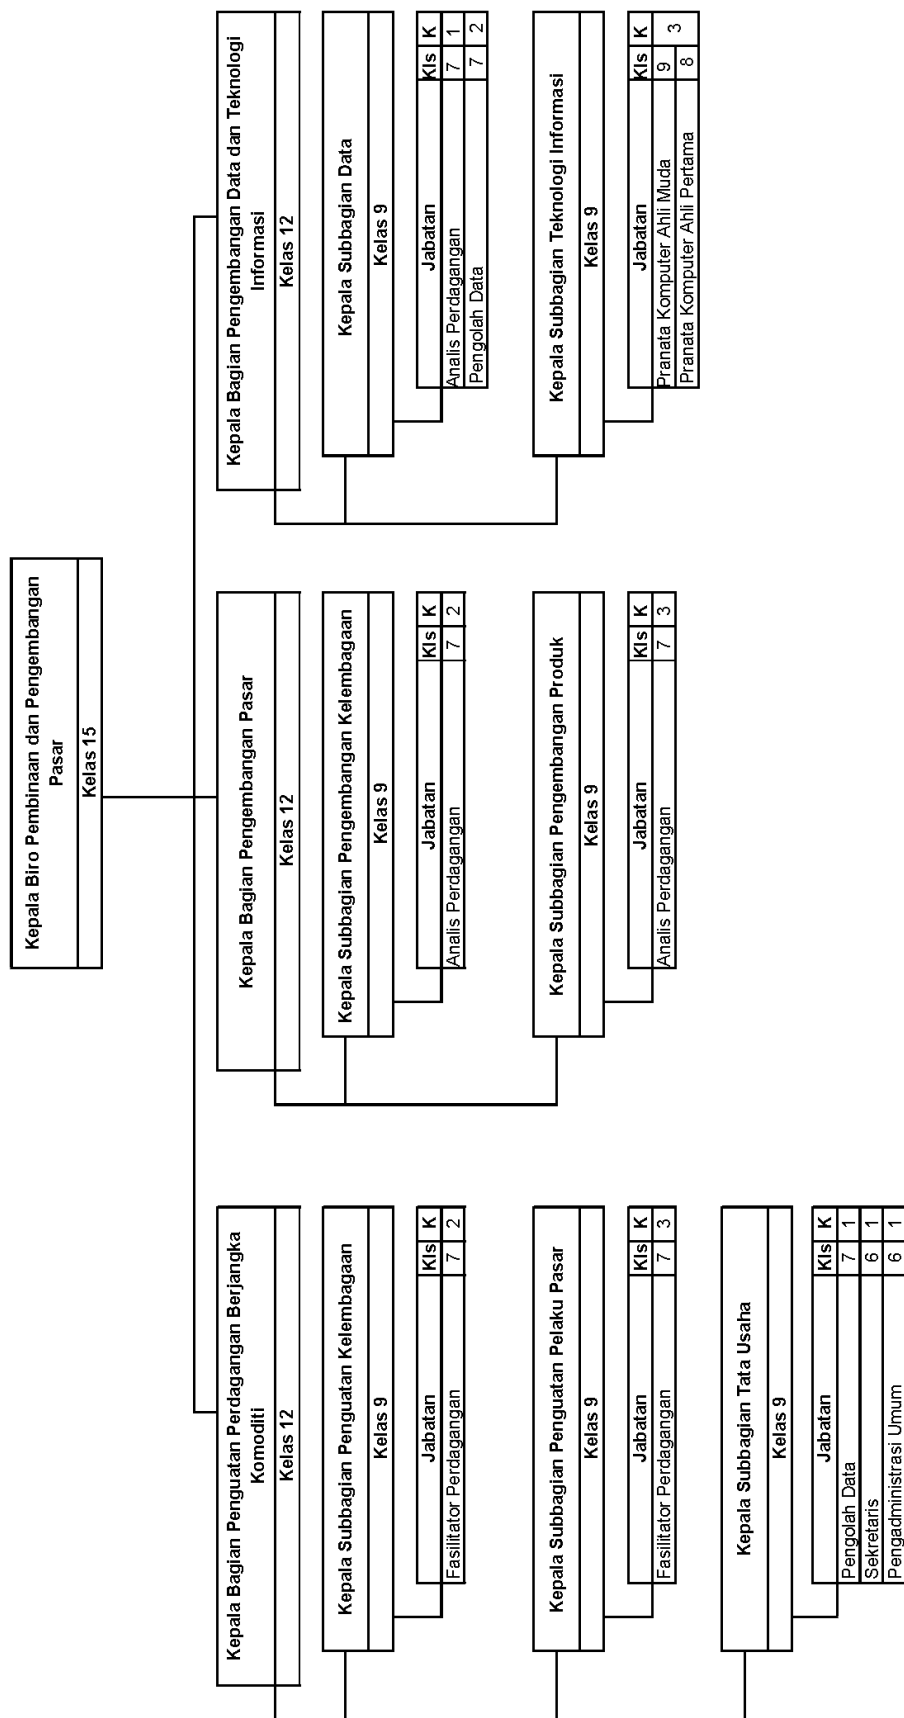 Kepala Biro Pembinaan dan Pengembangan
Pasar
Kelas 15
Kepala Bagian Penguatan Perdagangan Berjangka
Komoditi
Kelas 12
Kepala Subbagian Penguatan Kelembagaan
Kelas 9
Jabatan Kls K
Fasilitator Perdagangan 7 2
Kepala Subbagian Penguatan Pelaku Pasar
Kelas 9
Jabatan Kls K
Fasilitator Perdagangan 7 3
Kepala Subbagian Tata Usaha
Kelas 9
Jabatan Kls K
Pengolah Data 7 1
Sekretaris 6 1
Pengadministrasi Umum 6 1
Kepala Bagian Pengembangan Pasar
Kelas 12
Kepala Subbagian Pengembangan Kelembagaan
Kelas 9
Jabatan Kls K
Analis Perdagangan 7 2
Kepala Subbagian Pengembangan Produk
Kelas 9
Jabatan Kls K
Analis Perdagangan 7 3
Kepala Bagian Pengembangan Data dan Teknologi
Informasi
Kelas 12
Kepala Subbagian Data
Kelas 9
Jabatan Kls K
Analis Perdagangan 7 1
Pengolah Data 7 2
Kepala Subbagian Teknologi Informasi
Kelas 9
Jabatan Kls K
Pranata Komputer Ahli Muda 9 3
Pranata Komputer Ahli Pertama 8